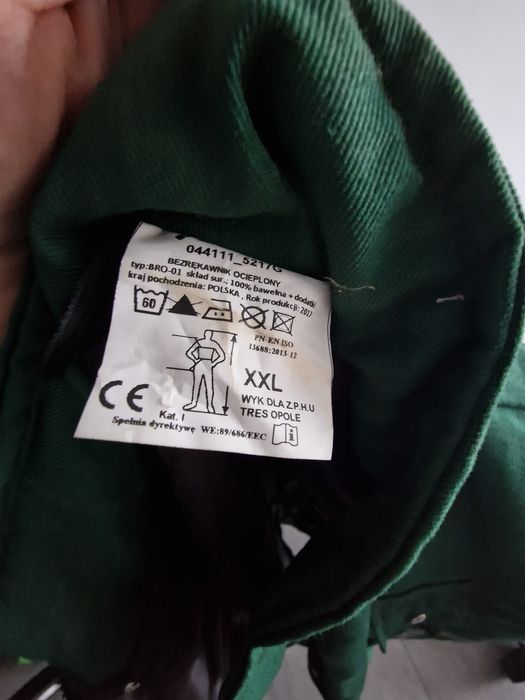 044111_5217G
BEZRĘKAWNIK OCIEPLONY
typ:BRO-01 skład sur.: 100% bawełna + dodatki
kraj pochodzenia: POLSKA , Rok produkcji: 2017
60
PN EN ISO
13688:2013-12
XXL
WYK DLA Z.P.H.U
TRES OPOLE
CE
Kat. I
Spełnia dyrektywę WE:89/686/EEC